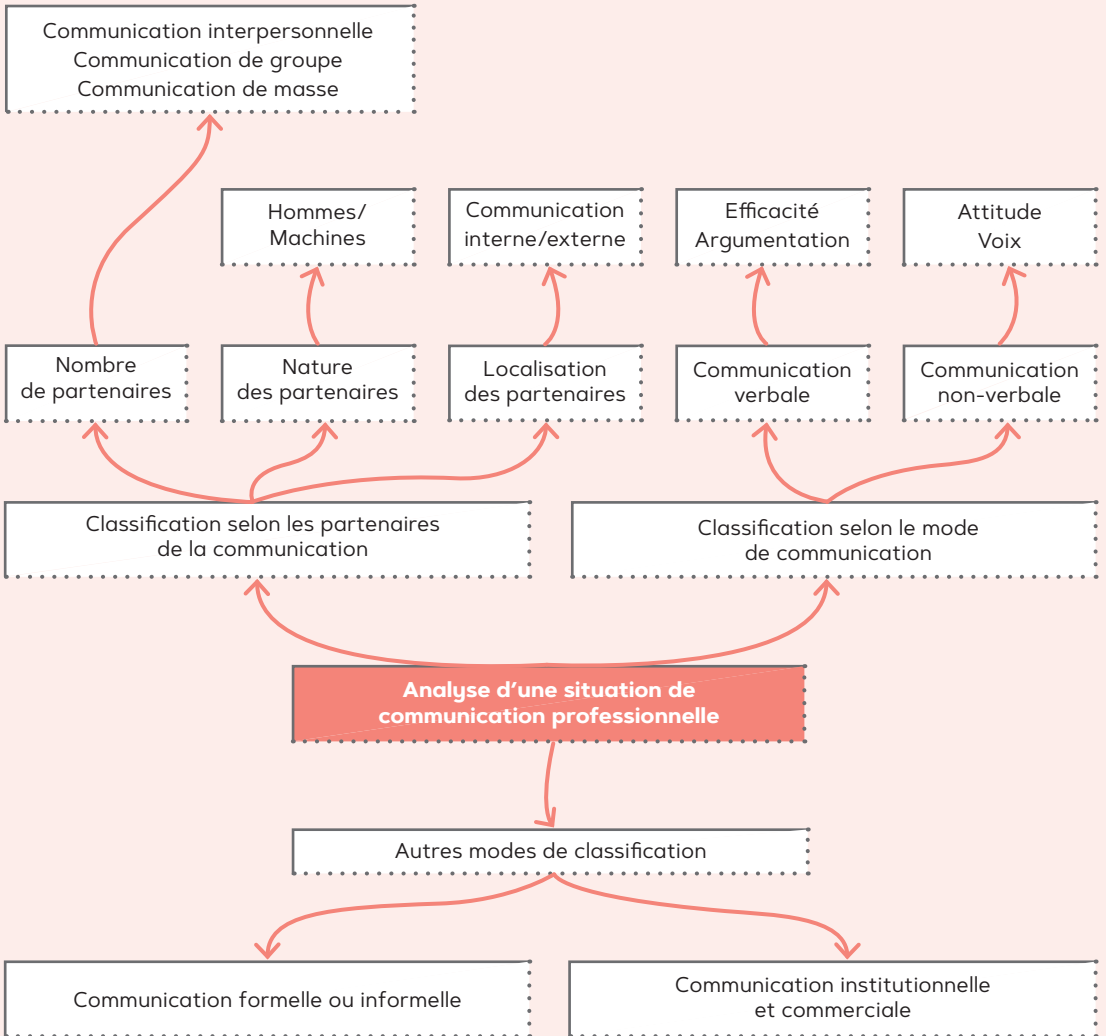 Communication interpersonnelle
Communication de groupe
Communication de masse
Hommes/
Machines
Communication
interne/externe
Efficacité
Argumentation
Attitude
Voix
Nombre
de partenaires
Nature
des partenaires
Localisation
des partenaires
Communication
verbale
Communication
non-verbale
Classification selon les partenaires
de la communication
Classification selon le mode
de communication
Analyse d’une situation de
communication professionnelle
Autres modes de classification
Communication formelle ou informelle
Communication institutionnelle
et commerciale